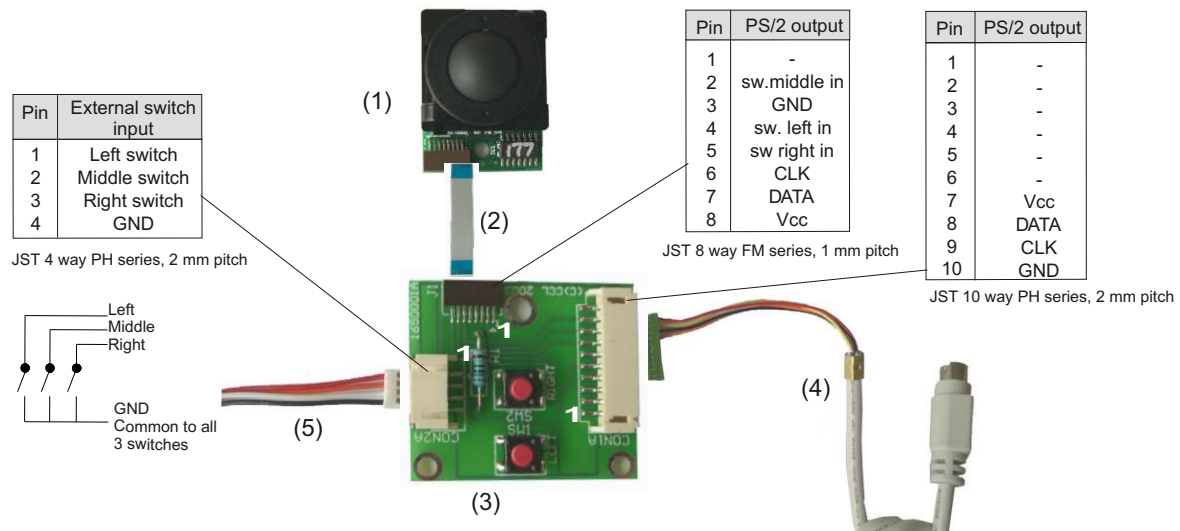 (1)
Pin External switch input
1 Left switch
2 Middle switch
3 Right switch
4 GND
JST 4 way PH series, 2 mm pitch
Pin PS/2 output
1 -
2 sw.middle in
3 GND
4 sw. left in
5 sw right in
6 CLK
7 DATA
8 Vcc
JST 8 way FM series, 1 mm pitch
Pin PS/2 output
1 -
2 -
3 -
4 -
5 -
6 -
7 Vcc
8 DATA
9 CLK
10 GND
JST 10 way PH series, 2 mm pitch
177
(2)
Left
Middle
Right
GND
Common to all
3 switches
(5)
J1
(C)CCL
1650001A
1
1
R1
1
RIGHT
SW2
SW1
LEFT
CON2A
CON1A
(3)
(4)